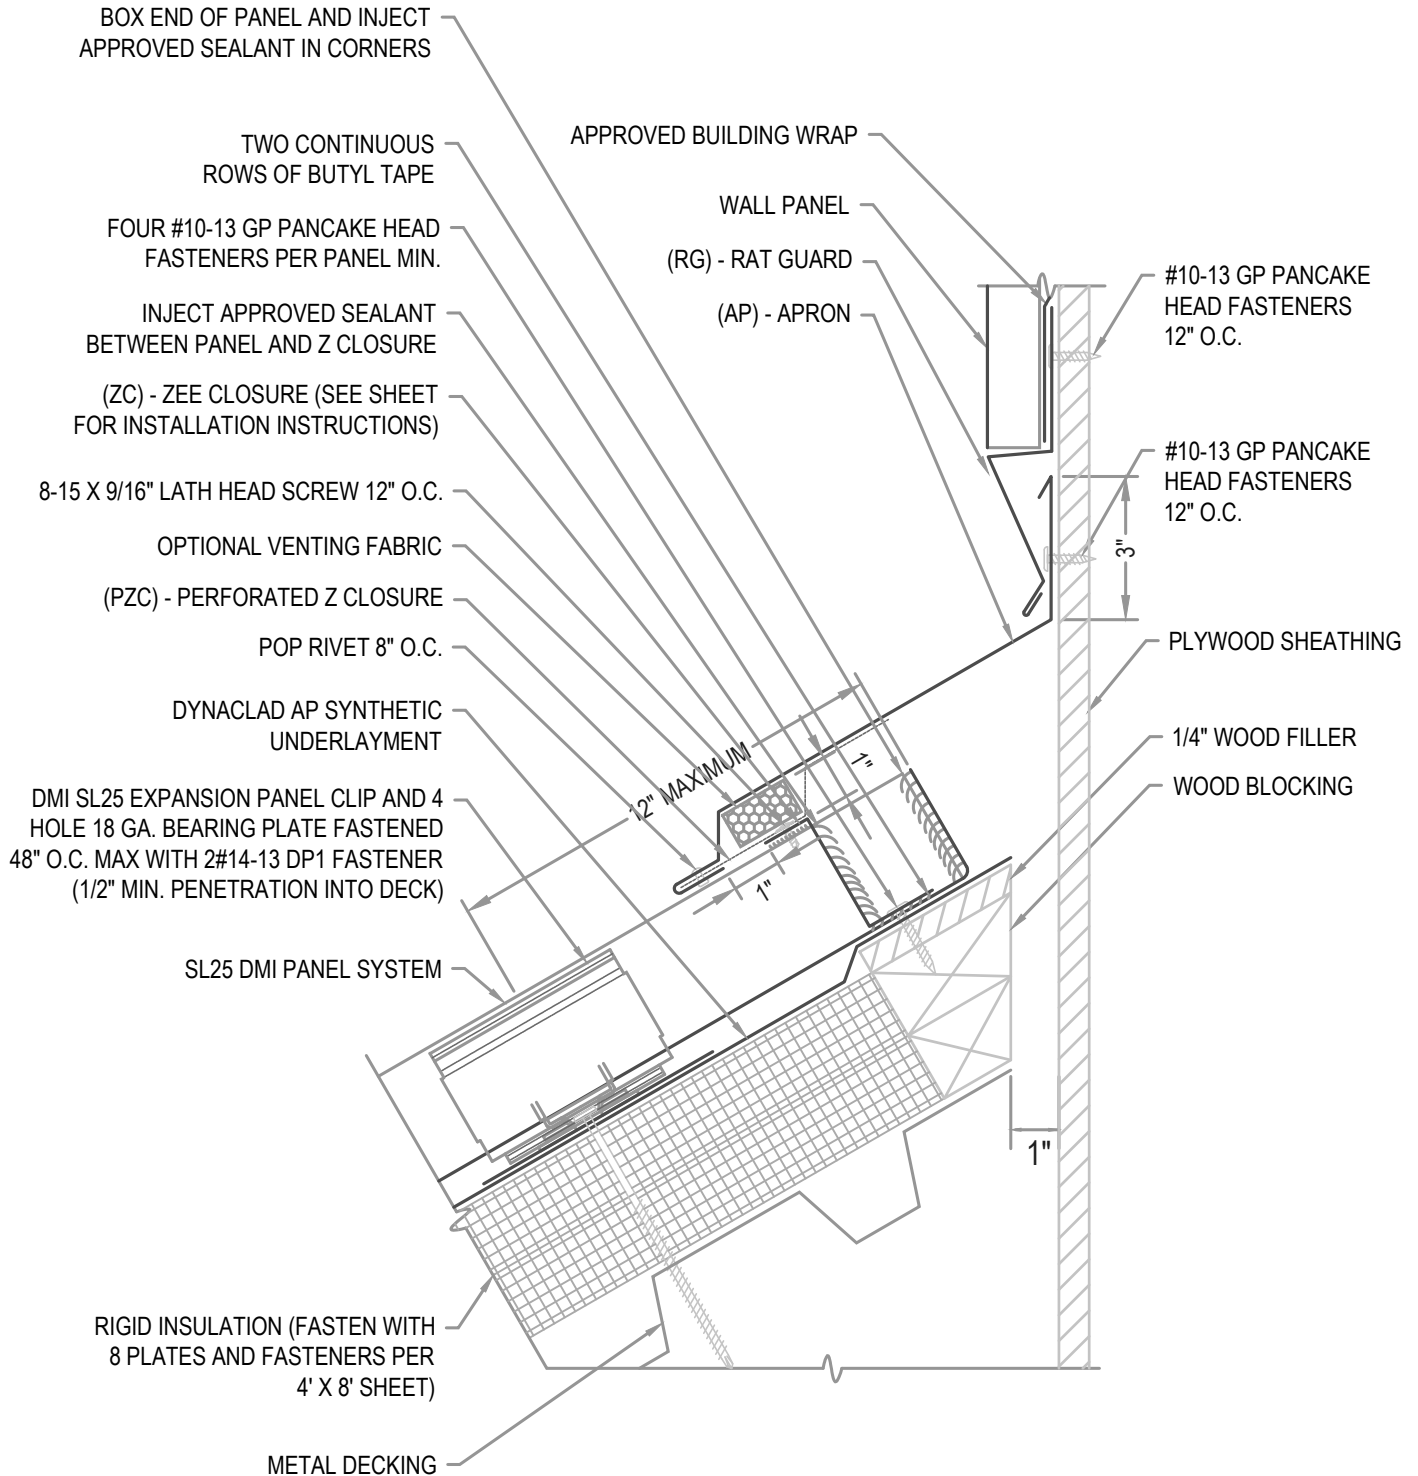 BOX END OF PANEL AND INJECT
APPROVED SEALANT IN CORNERS
TWO CONTINUOUS
ROWS OF BUTYL TAPE
FOUR #10-13 GP PANCAKE HEAD
FASTENERS PER PANEL MIN.
INJECT APPROVED SEALANT
BETWEEN PANEL AND Z CLOSURE
(ZC) - ZEE CLOSURE (SEE SHEET
FOR INSTALLATION INSTRUCTIONS)
8-15 X 9/16" LATH HEAD SCREW 12" O.C.
OPTIONAL VENTING FABRIC
(PZC) - PERFORATED Z CLOSURE
POP RIVET 8" O.C.
DYNACLAD AP SYNTHETIC
UNDERLAYMENT
DMI SL25 EXPANSION PANEL CLIP AND 4
HOLE 18 GA. BEARING PLATE FASTENED
48" O.C. MAX WITH 2#14-13 DP1 FASTENER
(1/2" MIN. PENETRATION INTO DECK)
SL25 DMI PANEL SYSTEM
RIGID INSULATION (FASTEN WITH
8 PLATES AND FASTENERS PER
4' X 8' SHEET)
METAL DECKING
APPROVED BUILDING WRAP
WALL PANEL
(RG) - RAT GUARD
(AP) - APRON
12" MAXIMUM
1"
1"
#10-13 GP PANCAKE
HEAD FASTENERS
12" O.C.
#10-13 GP PANCAKE
HEAD FASTENERS
12" O.C.
3"
PLYWOOD SHEATHING
1/4" WOOD FILLER
WOOD BLOCKING
1"